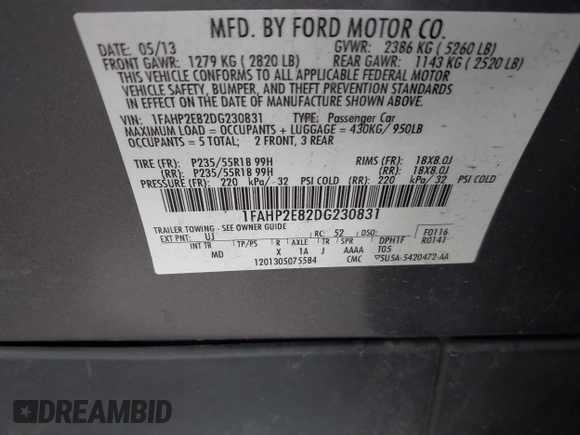 MFD. BY FORD MOTOR CO.
DATE: 05/13 GVWR: 2386 KG ( 5260 LB)
FRONT GAWR: 1279 KG ( 2820 LB) REAR GAWR: 1143 KG ( 2520 LB)
THIS VEHICLE CONFORMS TO ALL APPLICABLE FEDERAL MOTOR
VEHICLE SAFETY, BUMPER, AND THEFT PREVENTION STANDARDS
IN EFFECT ON THE DATE OF MANUFACTURE SHOWN ABOVE.
VIN: 1FAHP2E82DG230831 TYPE: Passenger Car
MAXIMUM LOAD = OCCUPANTS + LUGGAGE = 430KG/ 950LB
OCCUPANTS = 5 TOTAL; 2 FRONT, 3 REAR
TIRE (FR): P235/55R18 99H RIMS (FR): 18X8.0J
(RR): P235/55R18 99H (RR): 18X8.0J
PRESSURE (FR): 220 kPa/ 32 PSI COLD (RR): 220 kPa/ 32 PSI COLD
1FAHP2E82DG230831
TRAILER TOWING - SEE OWNER GUIDE
EXT PNT: UJ RC: 52 DSO: F0116
INT TR TP/PS R AXLE TR SPR DPHTF R0141
MD X 1A J AAAA T05
1201305075584 CMC 5U5A-5420472-AA
DREAMBID